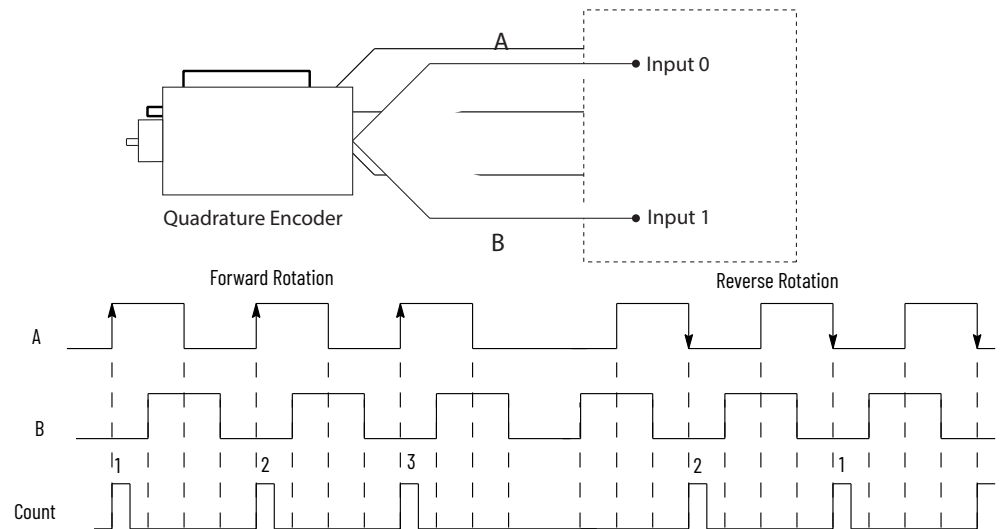 A
Input 0
Quadrature Encoder
Input 1
B
Forward Rotation
Reverse Rotation
A
B
1
2
3
2
1
Count